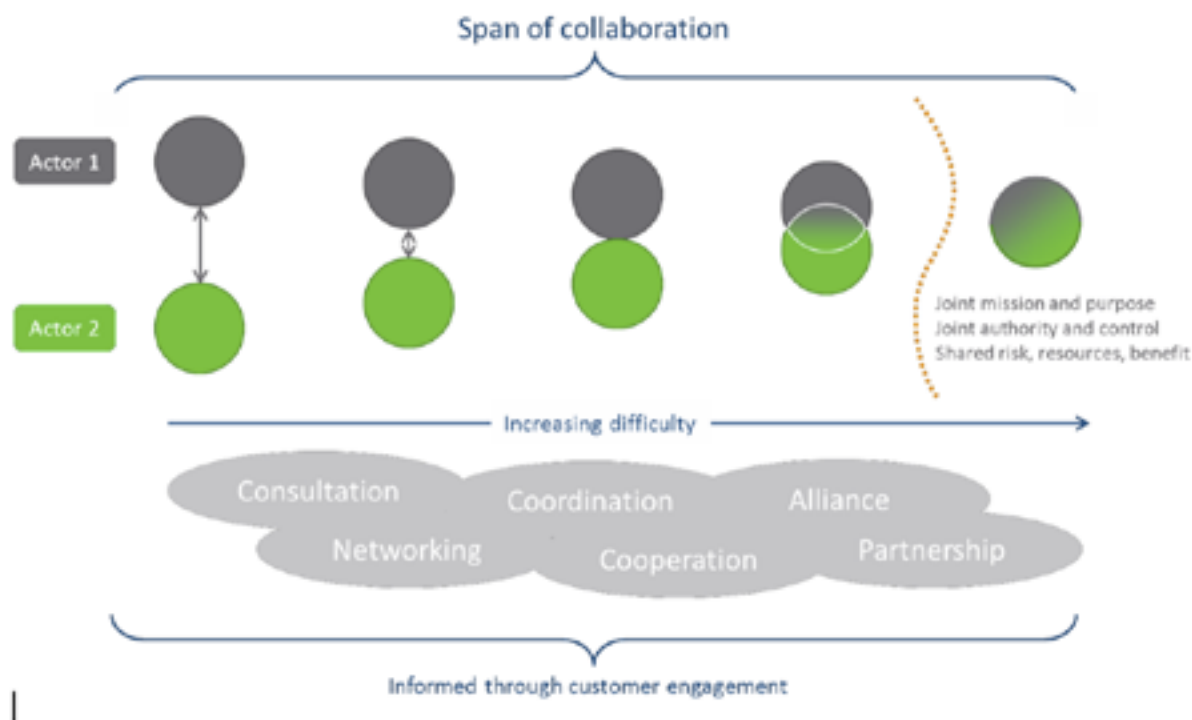 Span of collaboration
Actor 1
Actor 2
Joint mission and purpose
Joint authority and control
Shared risk, resources, benefit
Increasing difficulty
Consultation
Coordination
Alliance
Networking
Cooperation
Partnership
Informed through customer engagement